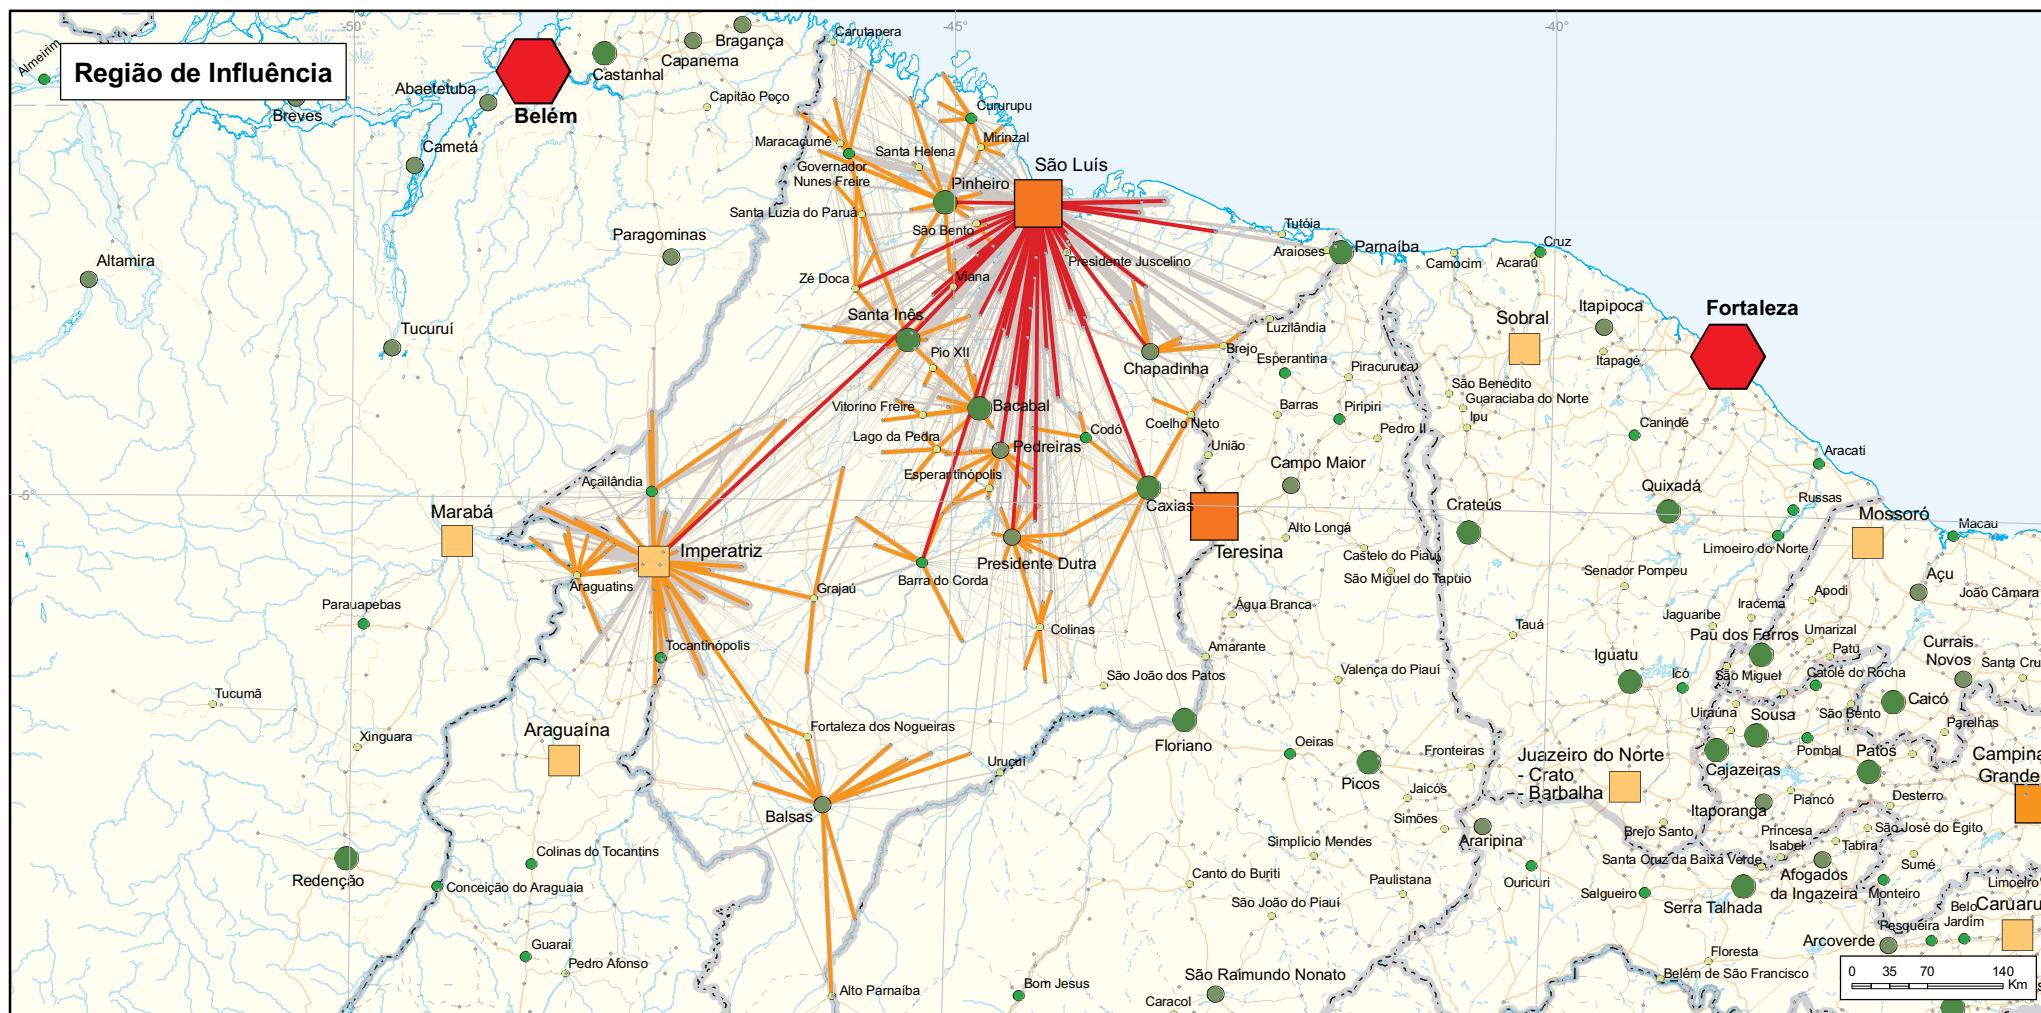 -50°
-45°
-40°
-5°
Região de Influência
Almeirim
Breves
Abaetetuba
Belém
Castanhal
Capanema
Bragança
Capitão Poço
Cametá
Carutapera
Cururupu
Mirinzal
Maracaçumé
Santa Helena
Governador
Nunes Freire
Pinheiro
São Luís
Santa Luzia do Paruá
São Bento
Paragominas
Altamira
Zé Doca
Viana
Presidente Juscelino
Tutóia
Araioses
Parnaíba
Camocim
Acaraú
Cruz
Tucuruí
Santa Inês
Pio XII
Chapadinha
Brejo
Luzilândia
Esperantina
Piracuruca
Sobral
Itapipoca
Itapagé
Fortaleza
São Benedito
Guaraciaba do Norte
Ipu
Vitorino Freire
Bacabal
Lago da Pedra
Pedreiras
Codó
Coelho Neto
Barras
Piripiri
Pedro II
União
Canindé
Aracati
Esperantinópolis
Açailândia
Campo Maior
Caxias
Crateús
Quixadá
Russas
Mossoró
Macau
Marabá
Imperatriz
Presidente Dutra
Teresina
Alto Longá
Castelo do Piauí
São Miguel do Tapuio
Limoeiro do Norte
Senador Pompeu
Açu
João Câmara
Apodi
Iracema
Jaguaribe
Araguatins
Grajaú
Barra do Corda
Parauapebas
Colinas
Água Branca
Amarante
Tauá
Pau dos Ferros
Umarizal
Patu
Currais
Novos
Santa Cru
Tocantinópolis
São João dos Patos
Valença do Piauí
Iguatu
Icó
São Miguel
Catolé do Rocha
Caicó
Tucumã
Xinguara
Araguaína
Fortaleza dos Nogueiras
Uruçuí
Floriano
Oeiras
Picos
Fronteiras
Uiraúna
Sousa
São Bento
Parelhas
Juazeiro do Norte
- Crato
- Barbalha
Cajazeiras
Pombal
Patos
Campina
Grande
Balsas
Jaicós
Simões
Araripina
Itaporanga
Piancó
Desterro
Brejo Santo
Princesa
Isabel
São José do Egito
Tabira
Simplício Mendes
Santa Cruz da Baixa Verde
Sumé
Redenção
Colinas do Tocantins
Conceição do Araguaia
Canto do Buriti
Paulistana
Ouricuri
Salgueiro
Serra Talhada
Afogados
da Ingazeira
Monteiro
Limoeiro
São João do Piauí
Belo
Jardim
Caruaru
Pesqueira
Arcoverde
Guaraí
Pedro Afonso
Alto Parnaíba
Bom Jesus
São Raimundo Nonato
Caracol
Floresta
Belém de São Francisco
0 35 70 140
Km